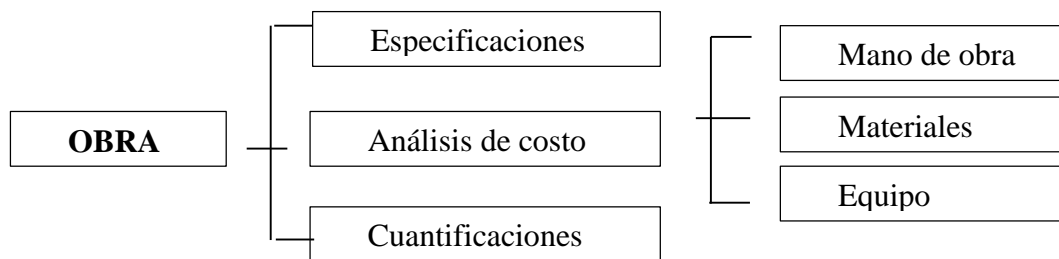 OBRA
Especificaciones
Análisis de costo
Cuantificaciones
Mano de obra
Materiales
Equipo